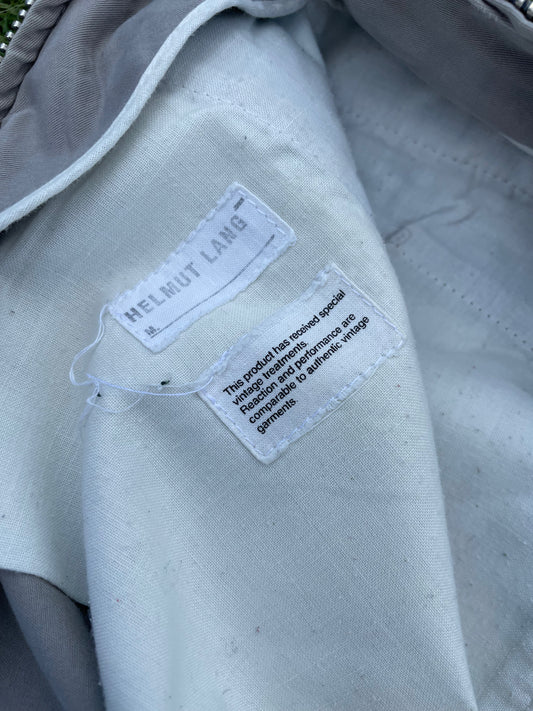 HELMUT LANG
M.
This product has received special
vintage treatments.
Reaction and performance are
comparable to authentic vintage
garments.